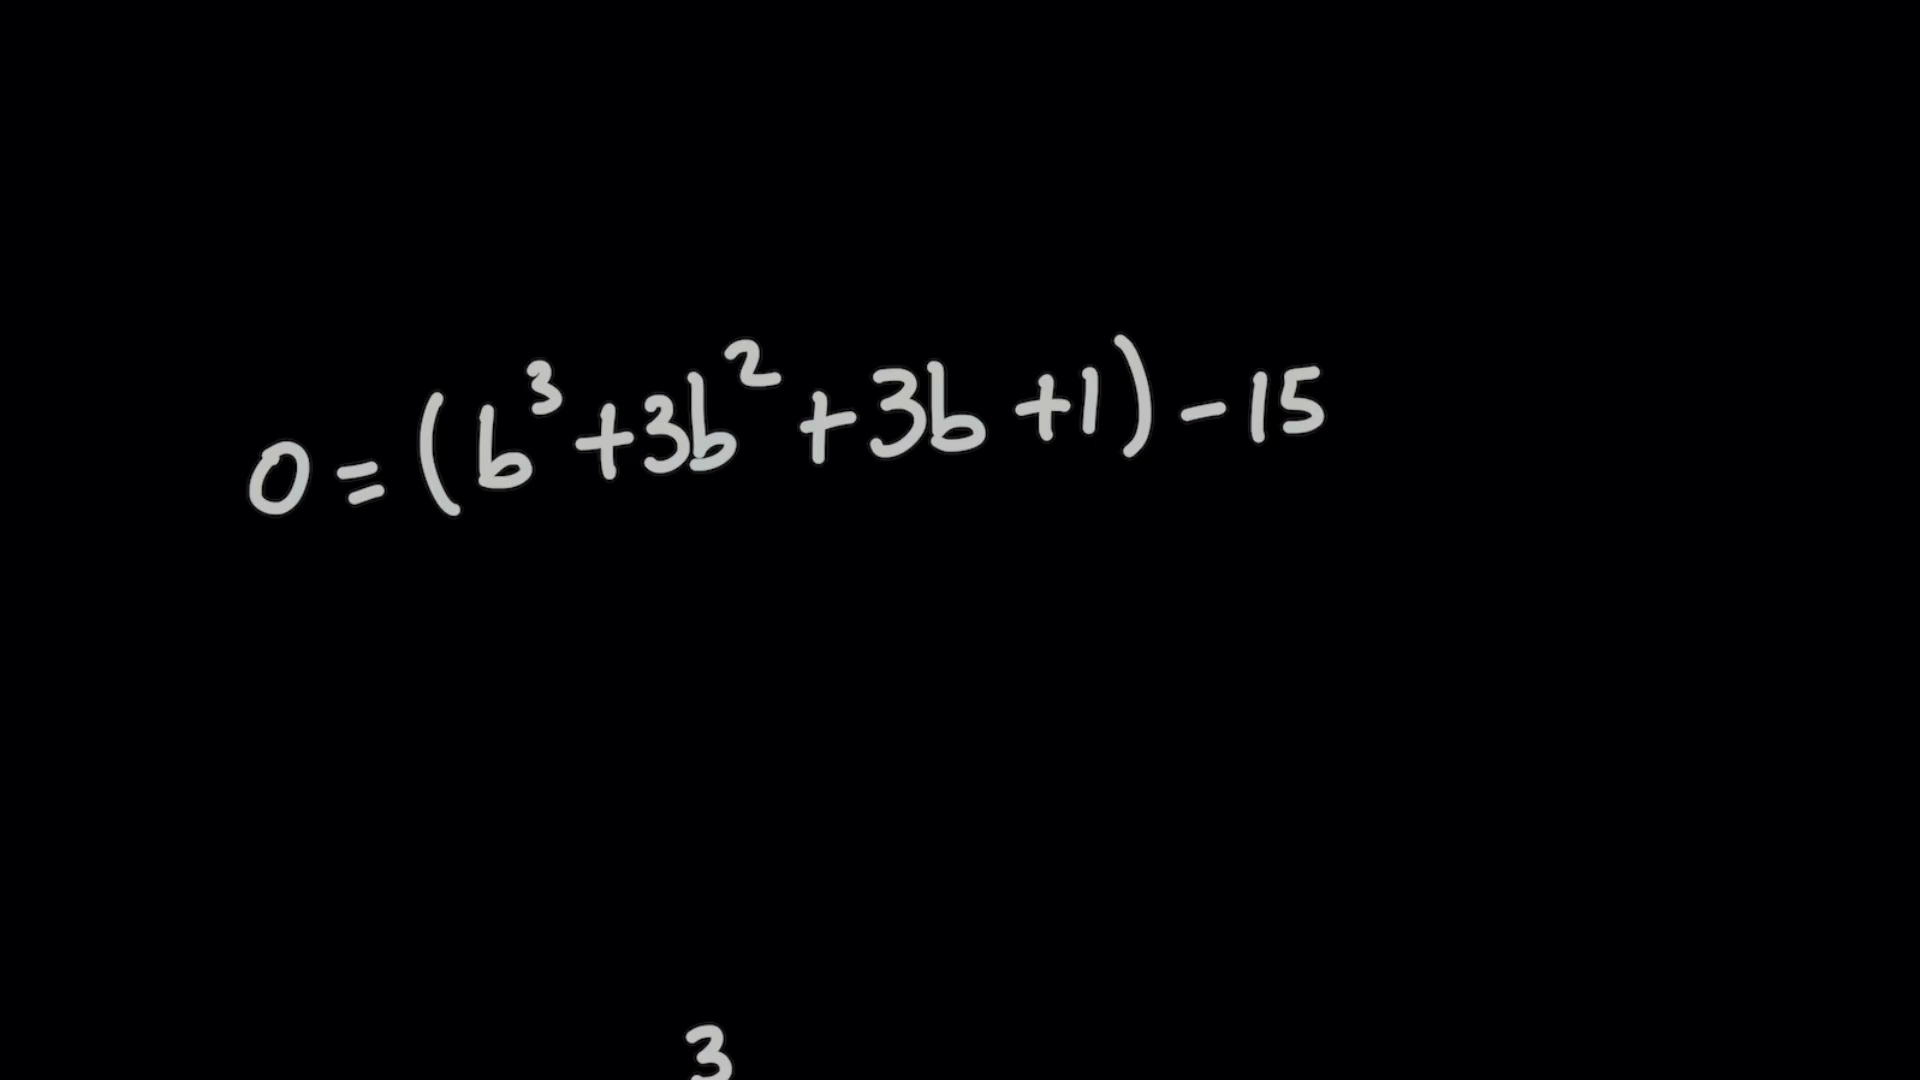 0 = (b³ + 3b² + 3b + 1) - 15
3